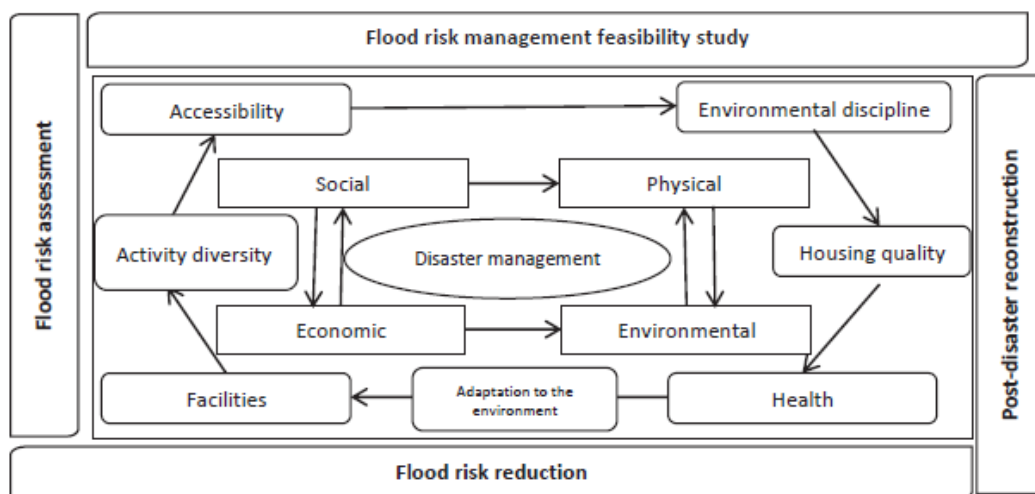 Flood risk management feasibility study
Flood risk assessment
Accessibility
Environmental discipline
Social
Physical
Activity diversity
Disaster management
Housing quality
Economic
Environmental
Facilities
Adaptation to the
environment
Health
Post-disaster reconstruction
Flood risk reduction